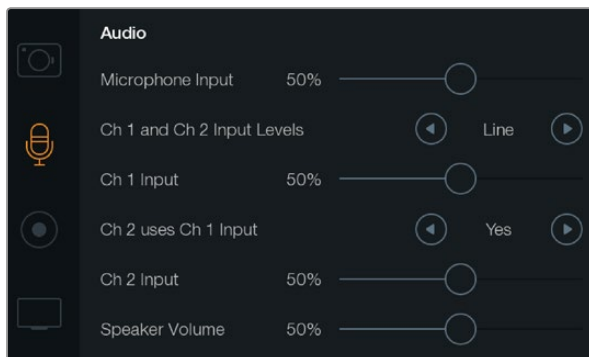 Audio
Microphone Input 50%
Ch 1 and Ch 2 Input Levels Line
Ch 1 Input 50%
Ch 2 uses Ch 1 Input Yes
Ch 2 Input 50%
Speaker Volume 50%